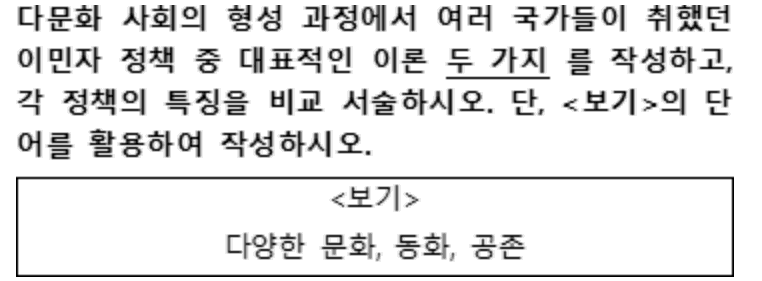 다문화 사회의 형성 과정에서 여러 국가들이 취했던
이민자 정책 중 대표적인 이론 두 가지 를 작성하고,
각 정책의 특징을 비교 서술하시오. 단, <보기>의 단
어를 활용하여 작성하시오.
<보기>
다양한 문화, 동화, 공존